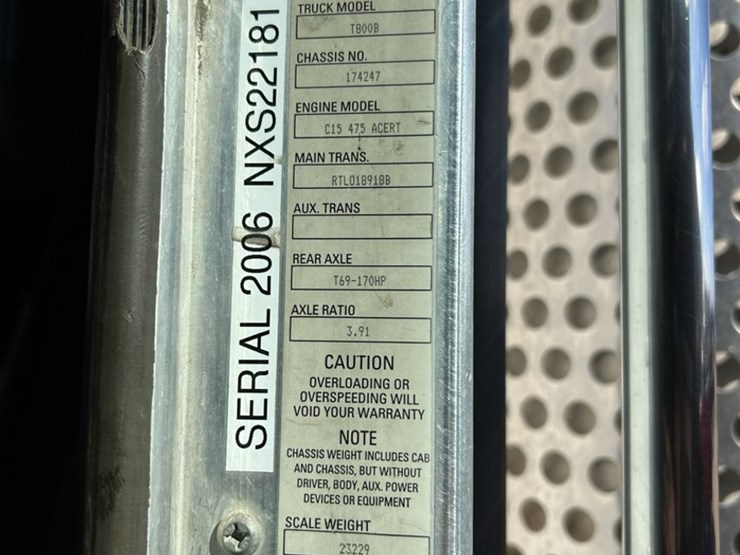 SERIAL 2006 NXS22181
TRUCK MODEL
T800B
CHASSIS NO.
174247
ENGINE MODEL
C15 475 ACERT
MAIN TRANS.
RTLO18918B
AUX. TRANS
REAR AXLE
T69-170HP
AXLE RATIO
3.91
CAUTION
OVERLOADING OR
OVERSPEEDING WILL
VOID YOUR WARRANTY
NOTE
CHASSIS WEIGHT INCLUDES CAB
AND CHASSIS, BUT WITHOUT
DRIVER, BODY, AUX. POWER
DEVICES OR EQUIPMENT
SCALE WEIGHT
23229